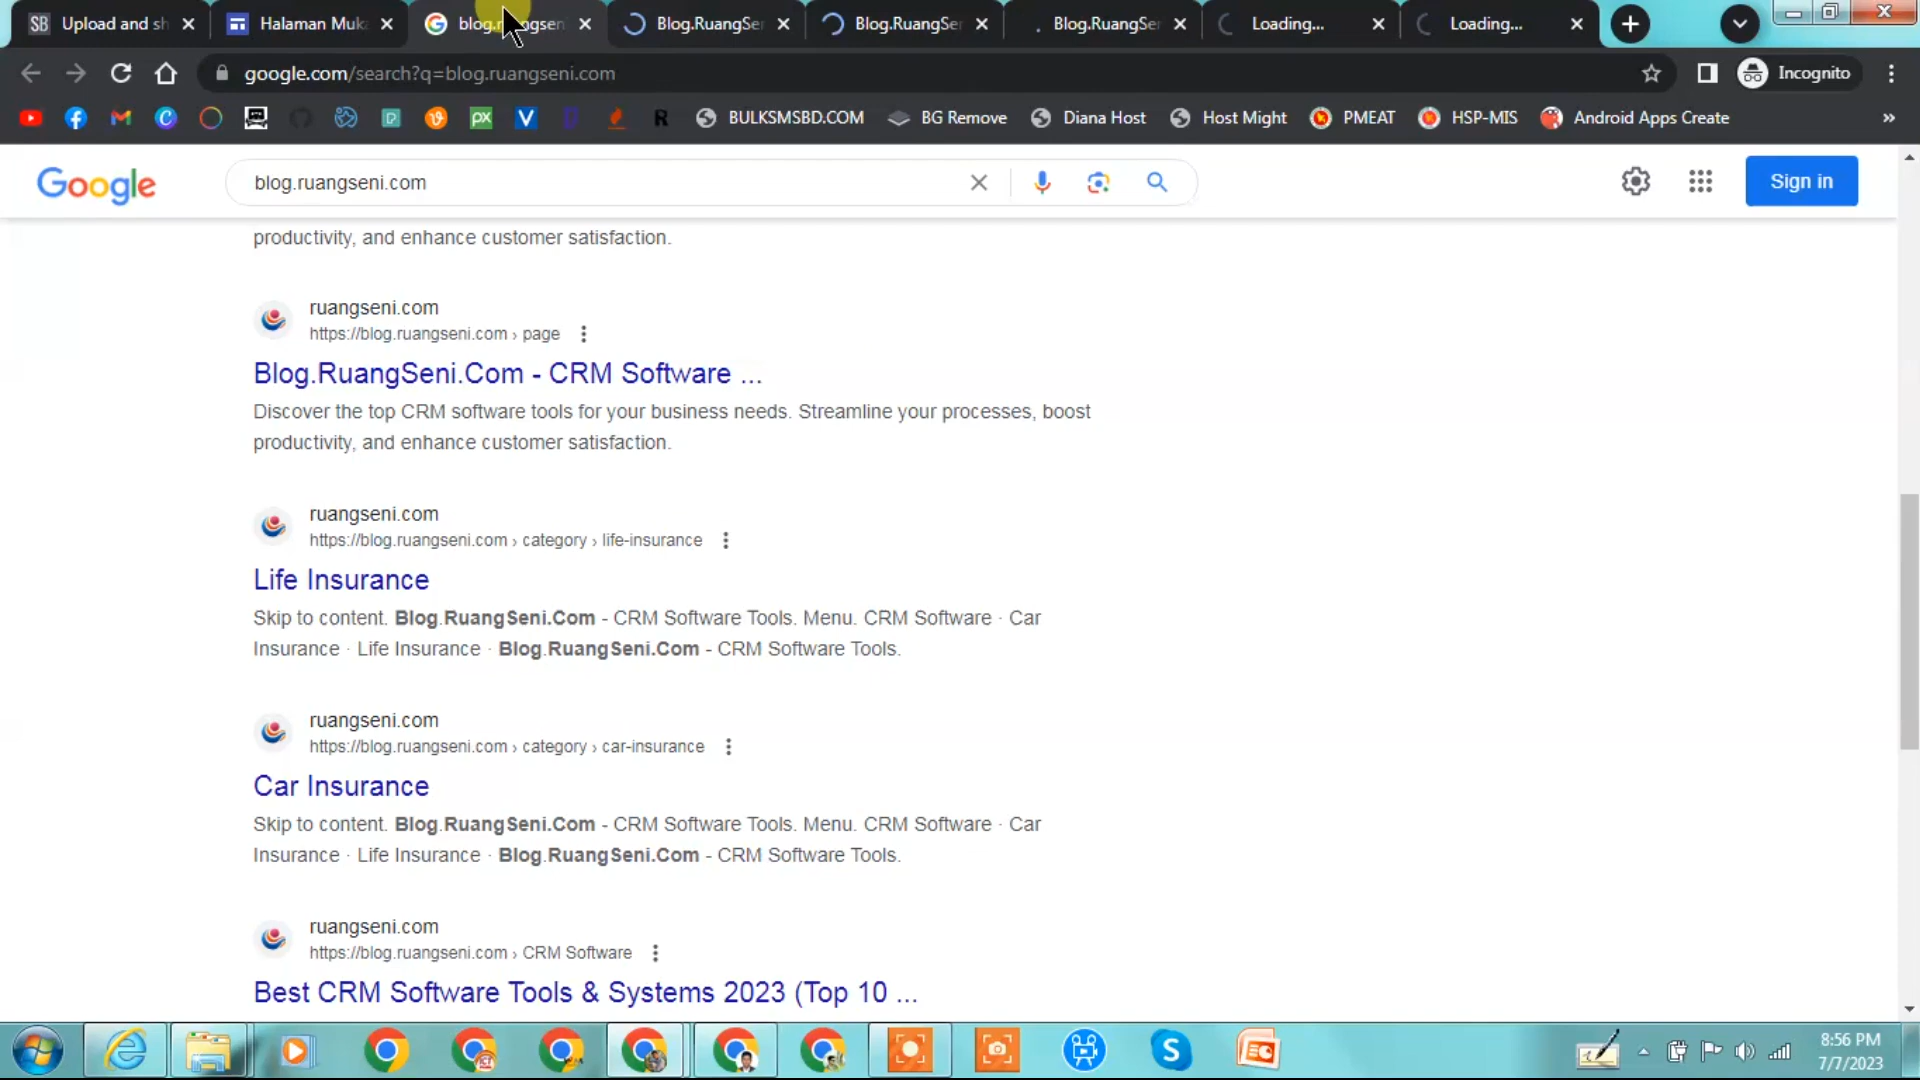 SB Upload and sh
Halaman Muka
Blog.RuangSe
Blog.RuangSe
Blog.RuangSe
Loading...
Loading...
google.com/search?q=blog.ruangseni.com
Incognito
px V R BULKSMSBD.COM BG Remove Diana Host Host Might PMEAT HSP-MIS Android Apps Create »
Google
blog.ruangseni.com
Sign in
productivity, and enhance customer satisfaction.
ruangseni.com
https://blog.ruangseni.com › page
Blog.RuangSeni.Com - CRM Software ...
Discover the top CRM software tools for your business needs. Streamline your processes, boost
productivity, and enhance customer satisfaction.
ruangseni.com
https://blog.ruangseni.com › category › life-insurance
Life Insurance
Skip to content. Blog.RuangSeni.Com - CRM Software Tools. Menu. CRM Software · Car
Insurance · Life Insurance · Blog.RuangSeni.Com - CRM Software Tools.
ruangseni.com
https://blog.ruangseni.com › category › car-insurance
Car Insurance
Skip to content. Blog.RuangSeni.Com - CRM Software Tools. Menu. CRM Software · Car
Insurance · Life Insurance · Blog.RuangSeni.Com - CRM Software Tools.
ruangseni.com
https://blog.ruangseni.com › CRM Software
Best CRM Software Tools & Systems 2023 (Top 10 ...
8:56 PM
7/7/2023